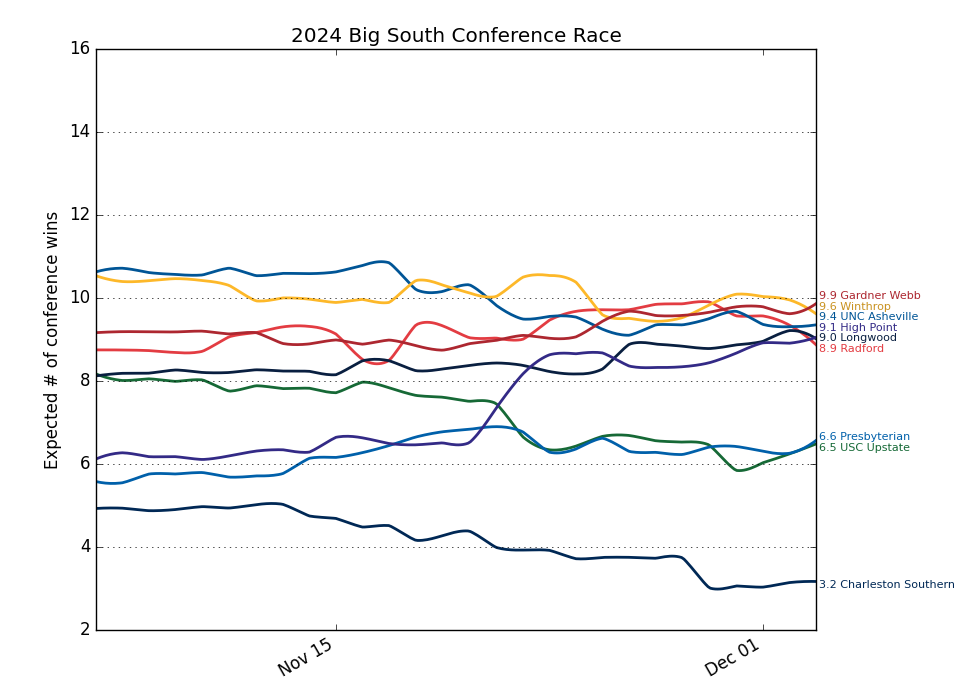 2024 Big South Conference Race
Expected # of conference wins
16
14
12
10
8
6
4
2
Nov 15
Dec 01
9.9 Gardner Webb
9.6 Winthrop
9.4 UNC Asheville
9.1 High Point
9.0 Longwood
8.9 Radford
6.6 Presbyterian
6.5 USC Upstate
3.2 Charleston Southern